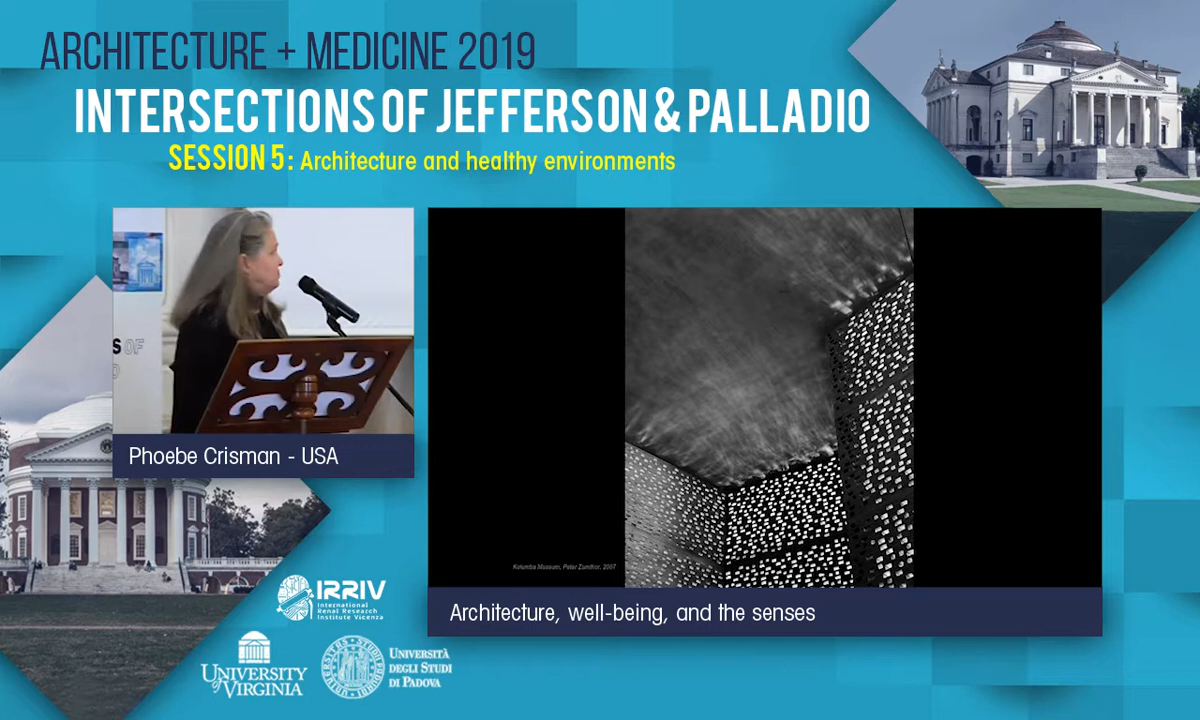 ARCHITECTURE + MEDICINE 2019
INTERSECTIONS OF JEFFERSON & PALLADIO
SESSION 5: Architecture and healthy environments
S OF
Phoebe Crisman - USA
Kolumba Museum, Peter Zumthor, 2007
Architecture, well-being, and the senses
IRRIV
International
Renal Research
Institute Vicenza
UNIVERSITY
of VIRGINIA
UNIVERSITÀ
DEGLI STUDI
DI PADOVA